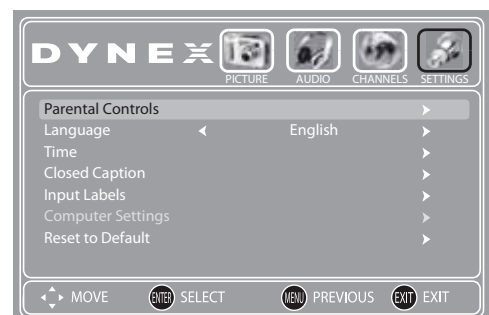 DYNEX
PICTURE AUDIO CHANNELS SETTINGS
Parental Controls
Language English
Time
Closed Caption
Input Labels
Computer Settings
Reset to Default
MOVE ENTER SELECT MENU PREVIOUS EXIT EXIT